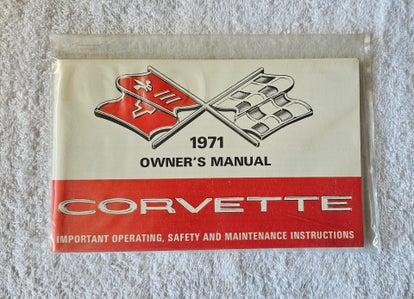 1971
OWNER'S MANUAL
CORVETTE
IMPORTANT OPERATING, SAFETY AND MAINTENANCE INSTRUCTIONS